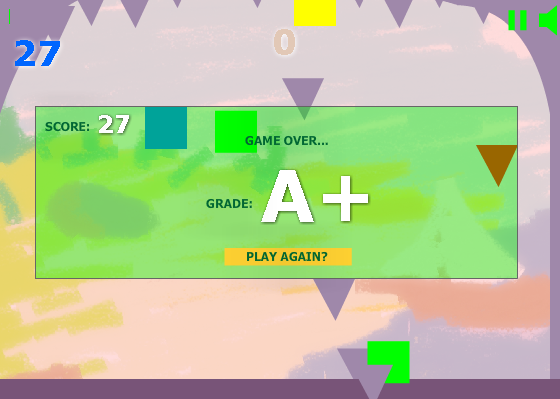 0
27
SCORE: 27
GAME OVER...
GRADE: A+
PLAY AGAIN?